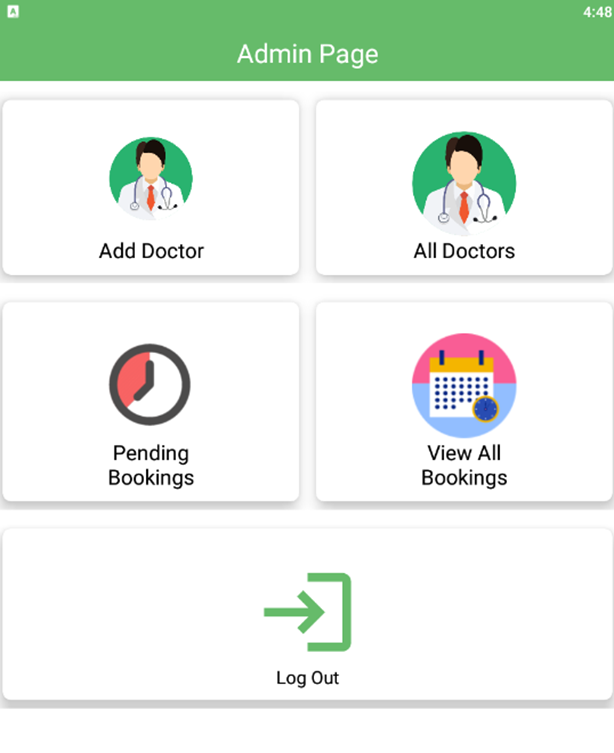 A
4:48
Admin Page
Add Doctor
All Doctors
Pending
Bookings
View All
Bookings
Log Out